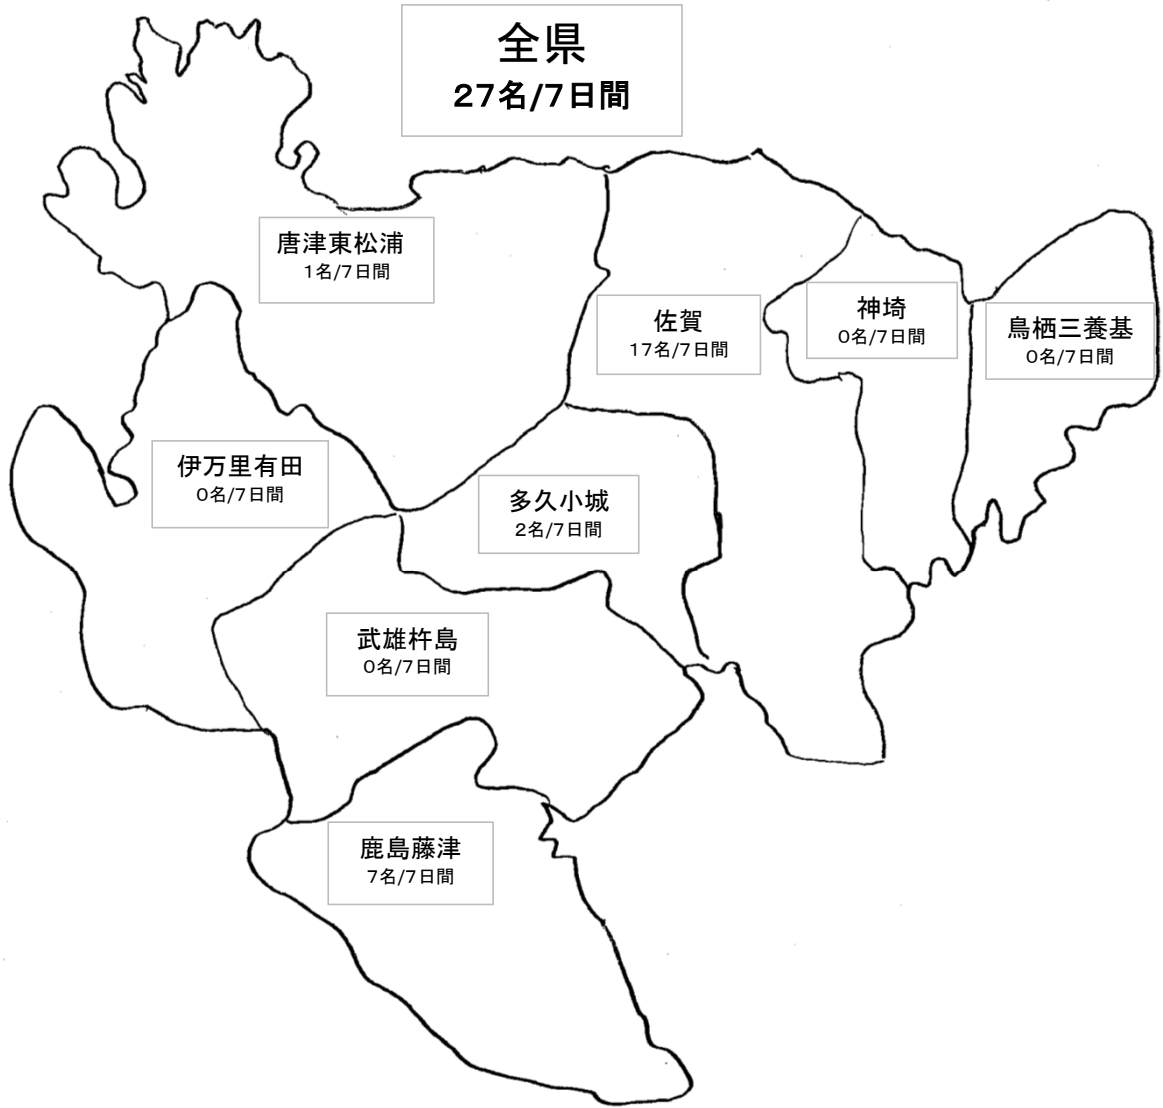 全県
27名/7日間
唐津東松浦
1名/7日間
佐賀
17名/7日間
神埼
0名/7日間
鳥栖三養基
0名/7日間
伊万里有田
0名/7日間
多久小城
2名/7日間
武雄杵島
0名/7日間
鹿島藤津
7名/7日間